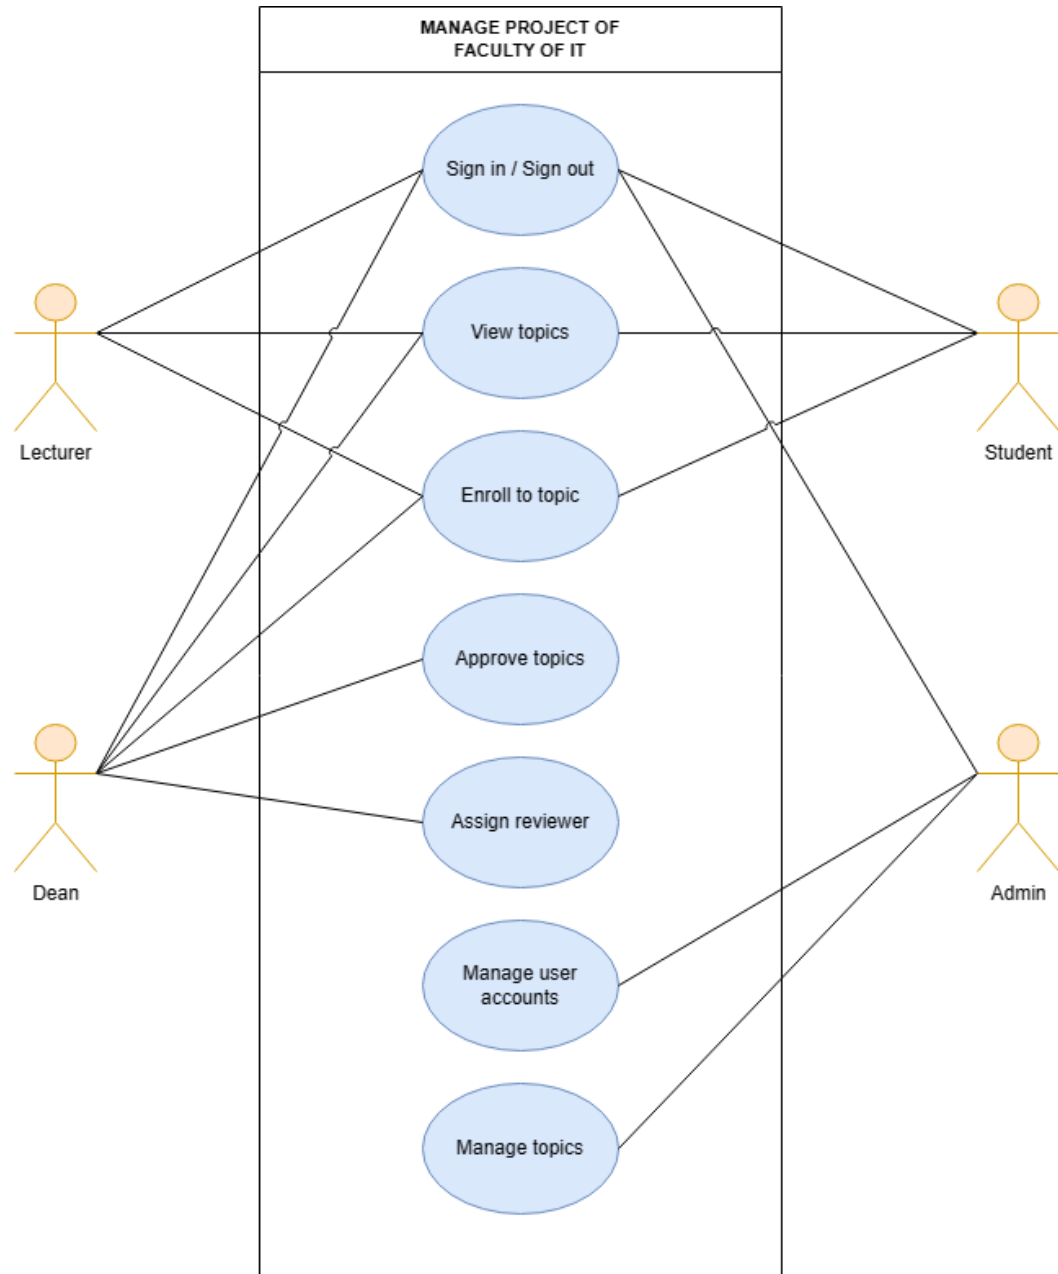 MANAGE PROJECT OF
FACULTY OF IT
Sign in / Sign out
View topics
Lecturer
Student
Enroll to topic
Approve topics
Assign reviewer
Dean
Admin
Manage user
accounts
Manage topics